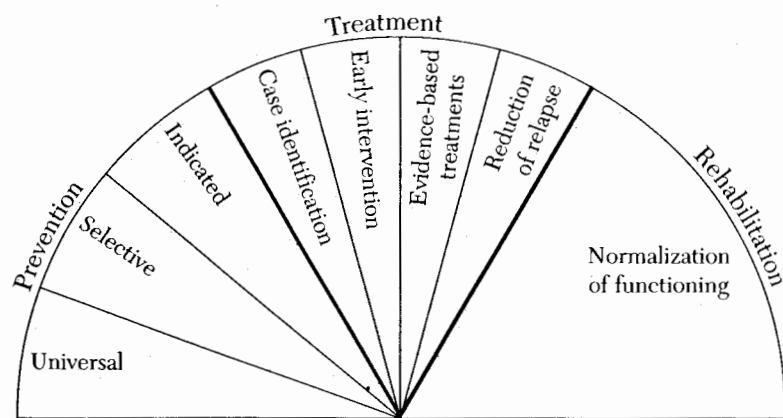 Treatment
Prevention
Rehabilitation
Universal
Selective
Indicated
Case identification
Early intervention
Evidence-based
treatments
Reduction
of relapse
Normalization
of functioning